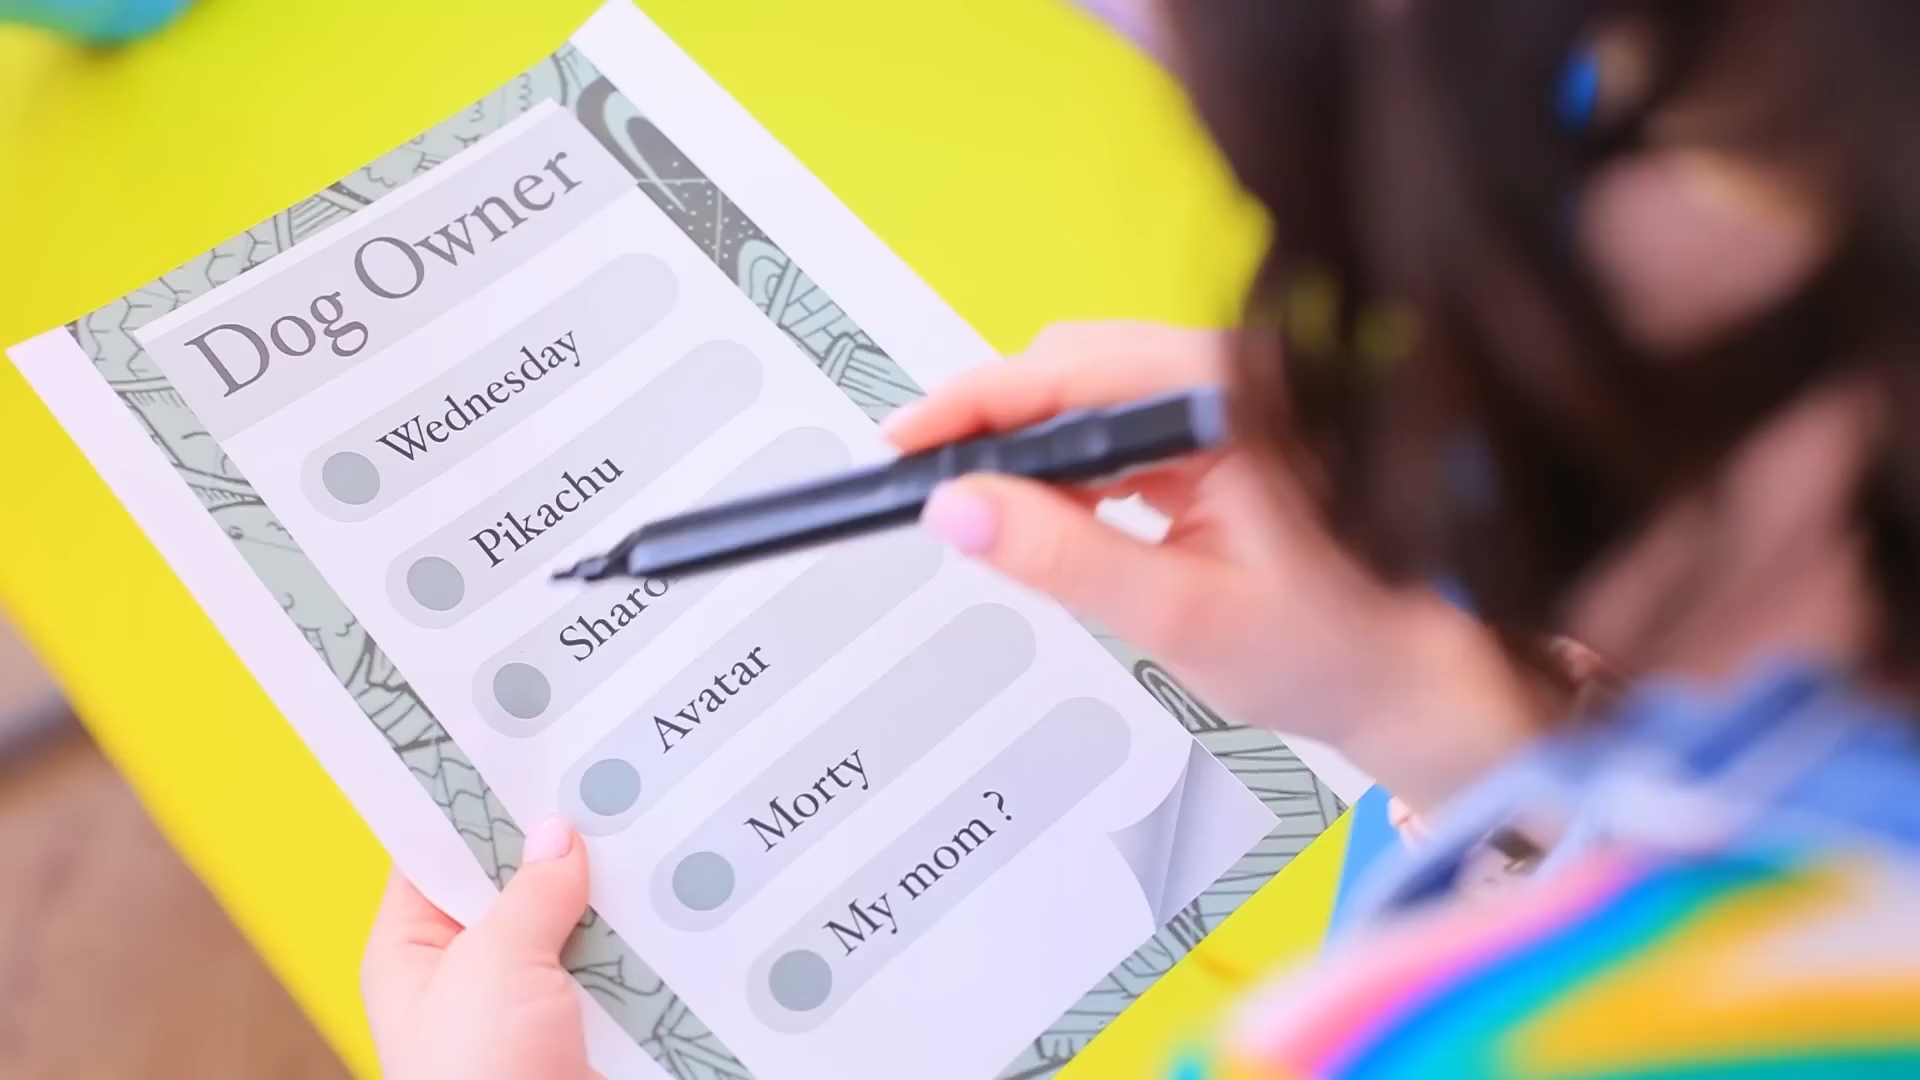 Dog Owner
Wednesday
Pikachu
Avatar
Morty
My mom ?